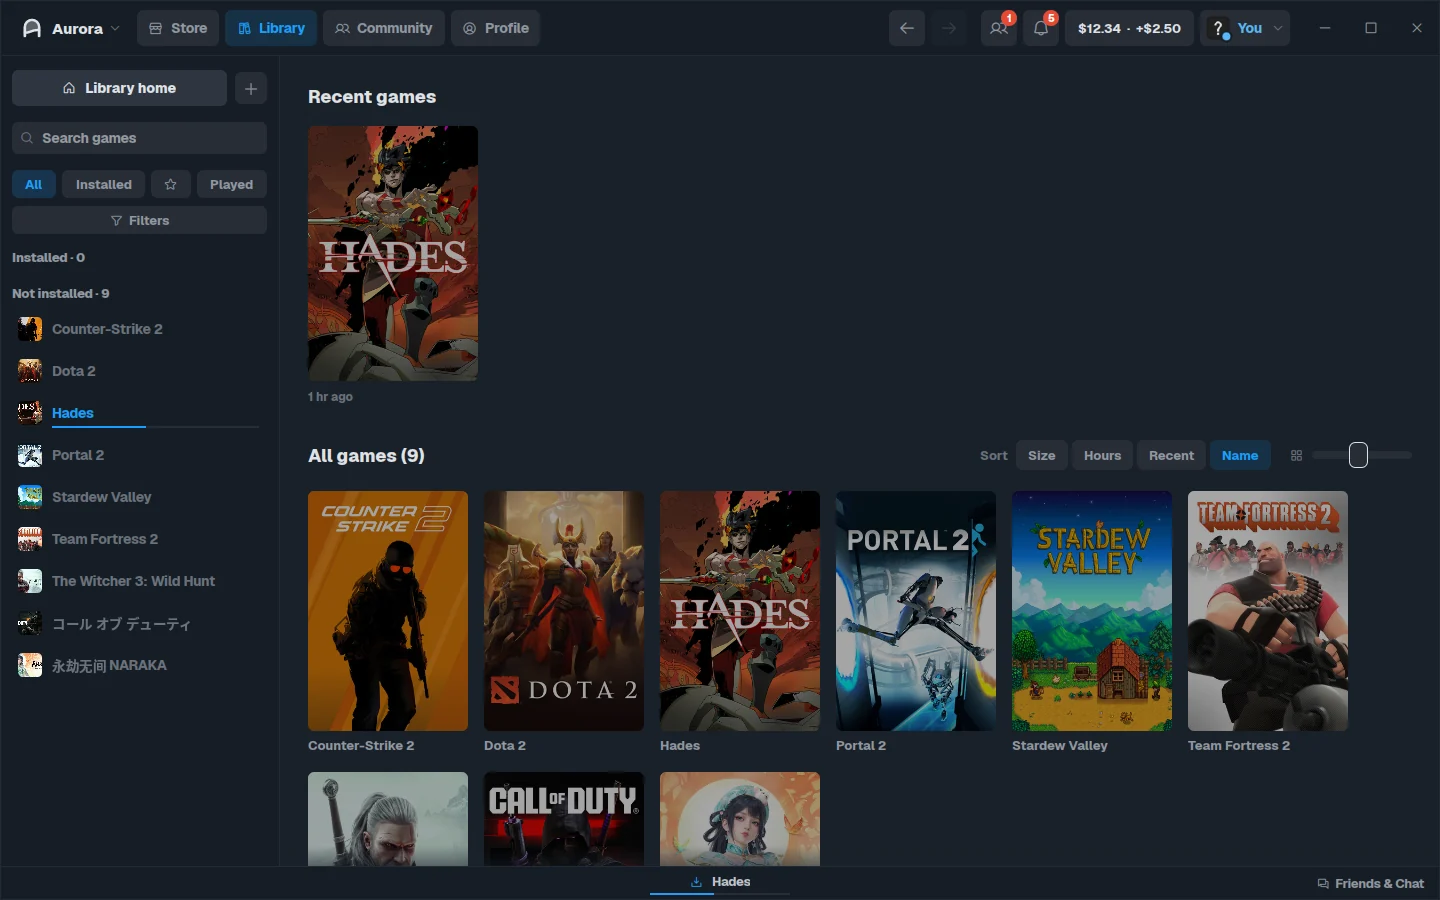 Aurora
Store
Library
Community
Profile
1
5
$12.34 · +$2.50
?
You
Library home
Search games
All
Installed
Played
Filters
Installed · 0
Not installed · 9
Counter-Strike 2
Dota 2
Hades
Portal 2
Stardew Valley
Team Fortress 2
The Witcher 3: Wild Hunt
コール オブ デューティ
永劫无间 NARAKA
Recent games
HADES
1 hr ago
All games (9)
Sort
Size
Hours
Recent
Name
COUNTER
STRIKE 2
DOTA 2
HADES
PORTAL 2
STARDEW
VALLEY
TEAM FORTRESS 2
Counter-Strike 2
Dota 2
Hades
Portal 2
Stardew Valley
Team Fortress 2
CALL OF DUTY
Hades
Friends & Chat